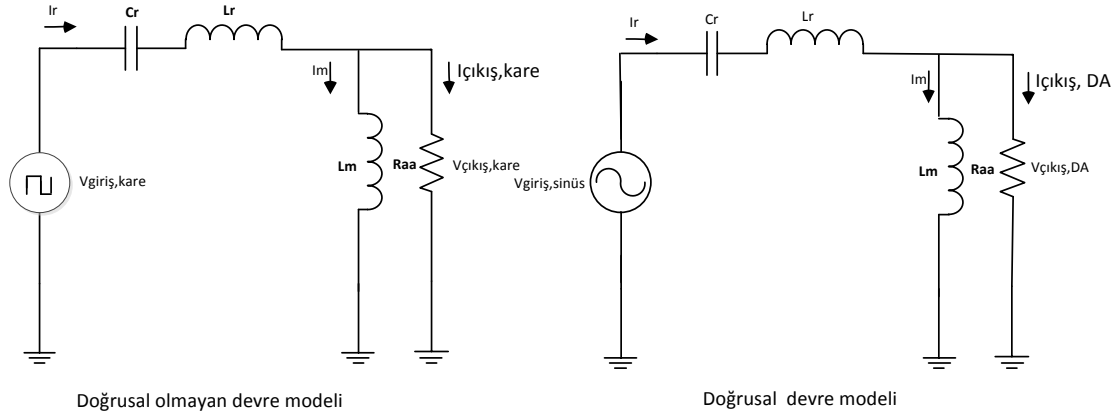 Ir
Cr
Lr
Im
Içıkış,kare
Vgiriş,kare
Lm
Raa
Vçıkış,kare
Doğrusal olmayan devre modeli
Ir
Cr
Lr
Im
Içıkış, DA
Vgiriş,sinüs
Lm
Raa
Vçıkış,DA
Doğrusal devre modeli